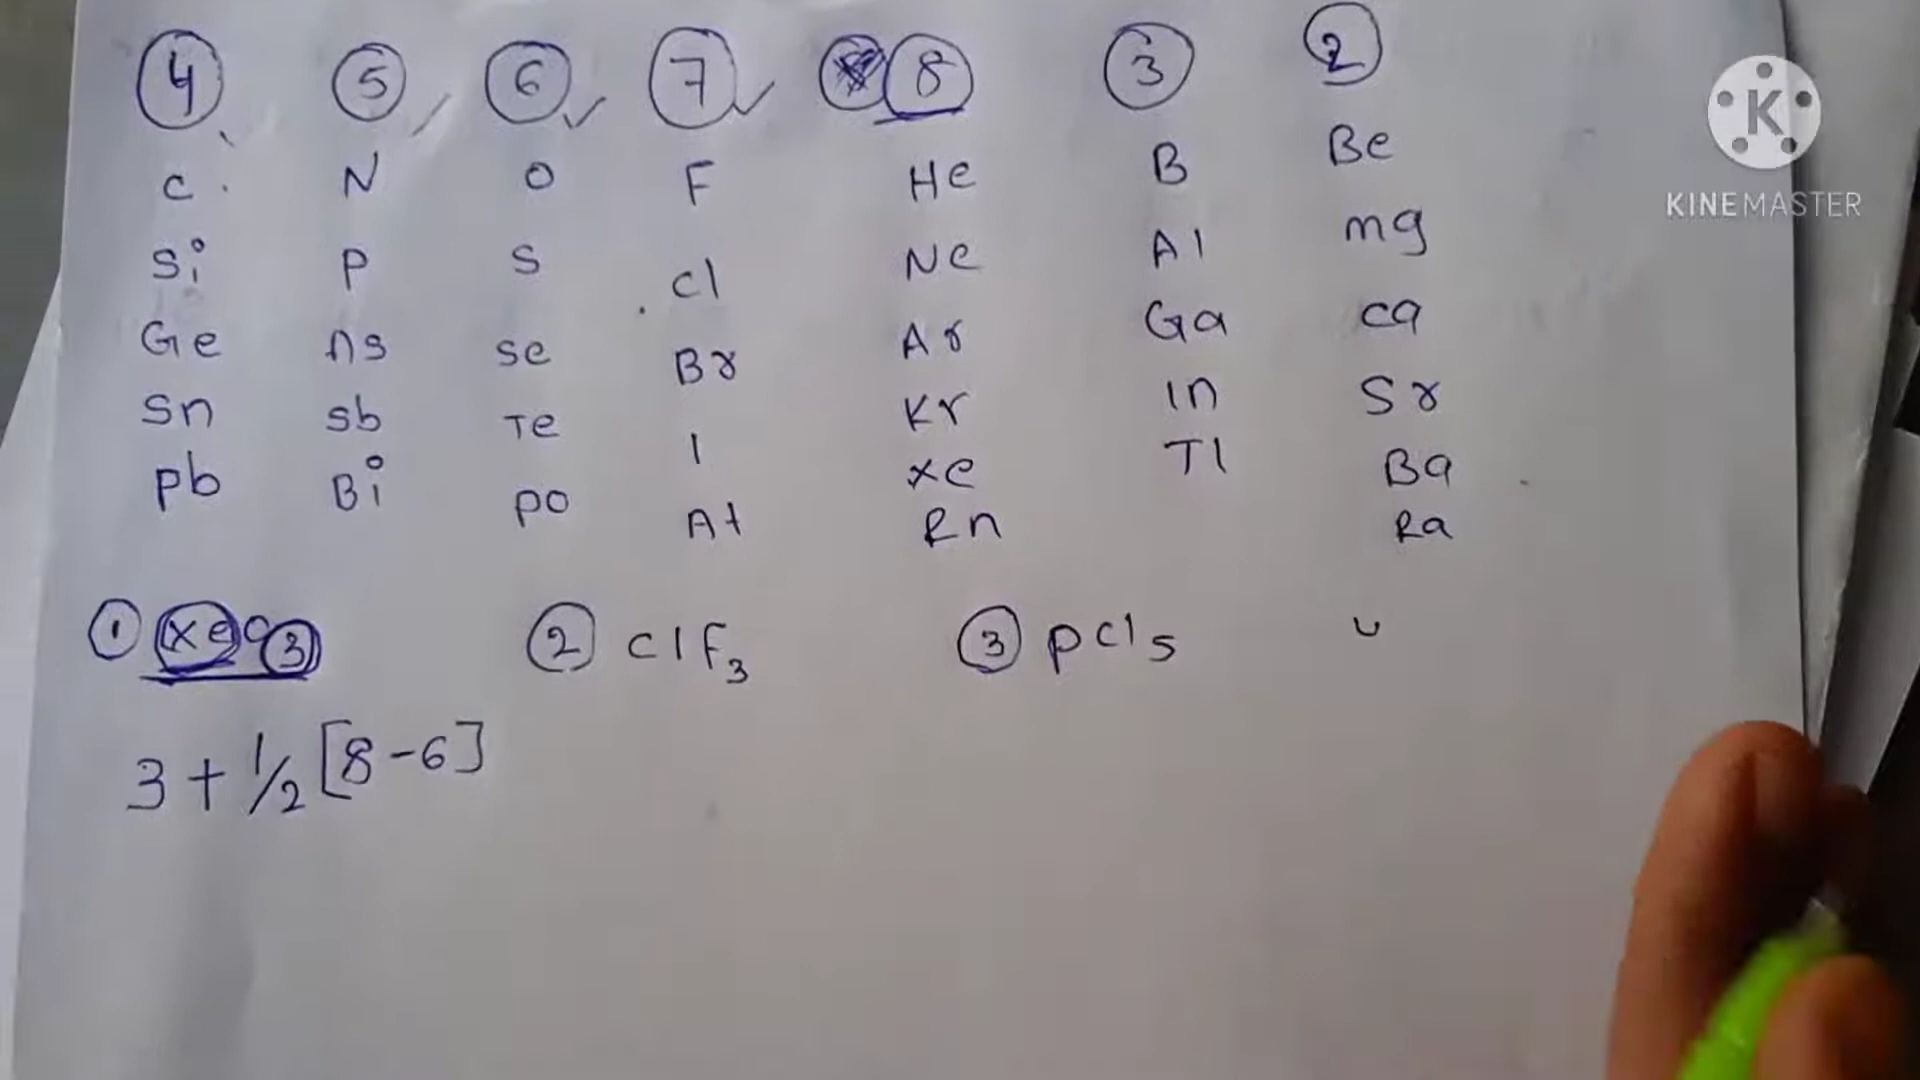 4 5 6 7 8 3 2
C N O F He B Be
Si P S Cl Ne Al mg
Ge As Se Br Ar Ga Ca
Sn Sb Te I Kr In Sr
Pb Bi Po At Xe Tl Ba
Rn Ra
1 XeO3 2 ClF3 3 PCl5
3 + 1/2 [8-6]
K
KINEMASTER